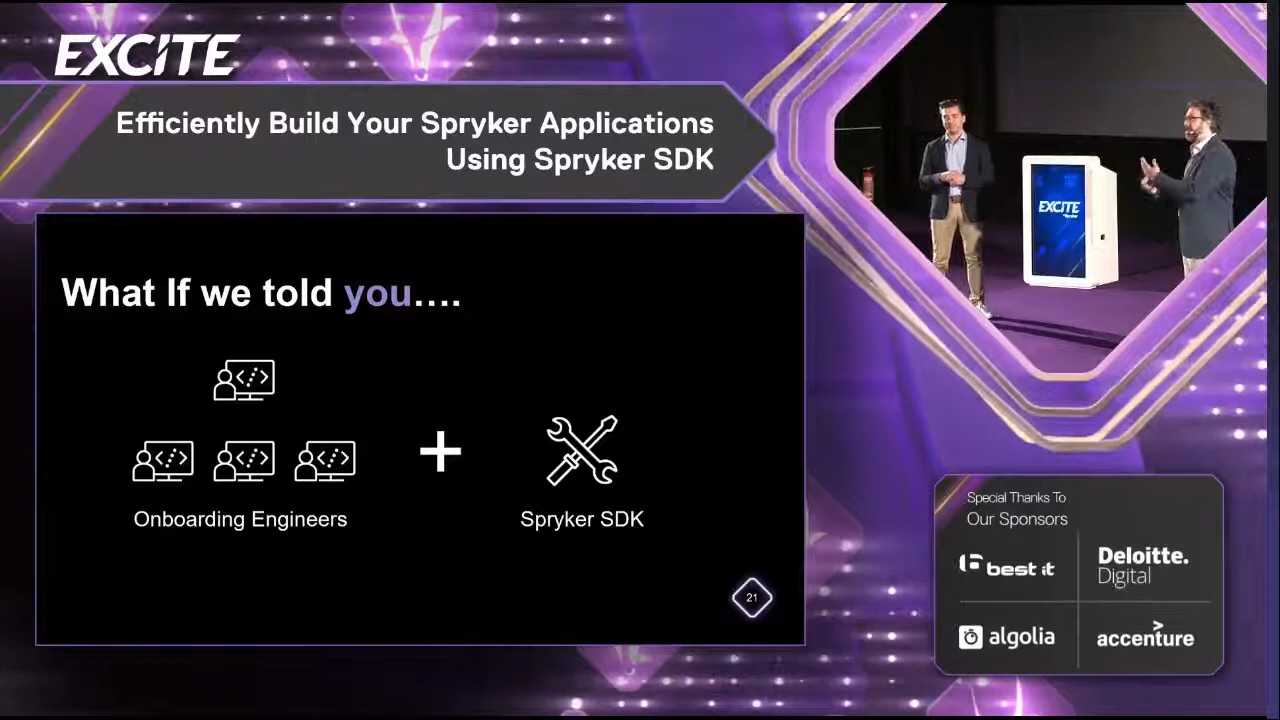 EXCITE
Efficiently Build Your Spryker Applications
Using Spryker SDK
What If we told you....
+
Onboarding Engineers
Spryker SDK
21
EXCITE
Special Thanks To
Our Sponsors
best it
Deloitte.
Digital
algolia
accenture